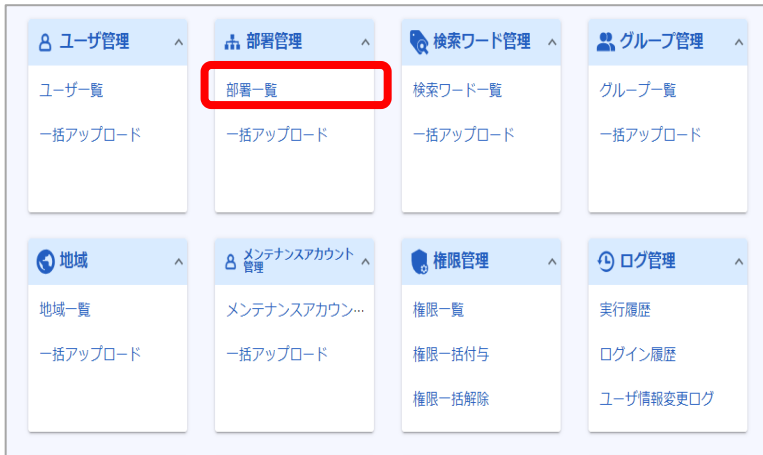 ユーザ管理
ユーザ一覧
一括アップロード
部署管理
部署一覧
一括アップロード
検索ワード管理
検索ワード一覧
一括アップロード
グループ管理
グループ一覧
一括アップロード
地域
地域一覧
一括アップロード
メンテナンスアカウント
管理
メンテナンスアカウン…
一括アップロード
権限管理
権限一覧
権限一括付与
権限一括解除
ログ管理
実行履歴
ログイン履歴
ユーザ情報変更ログ